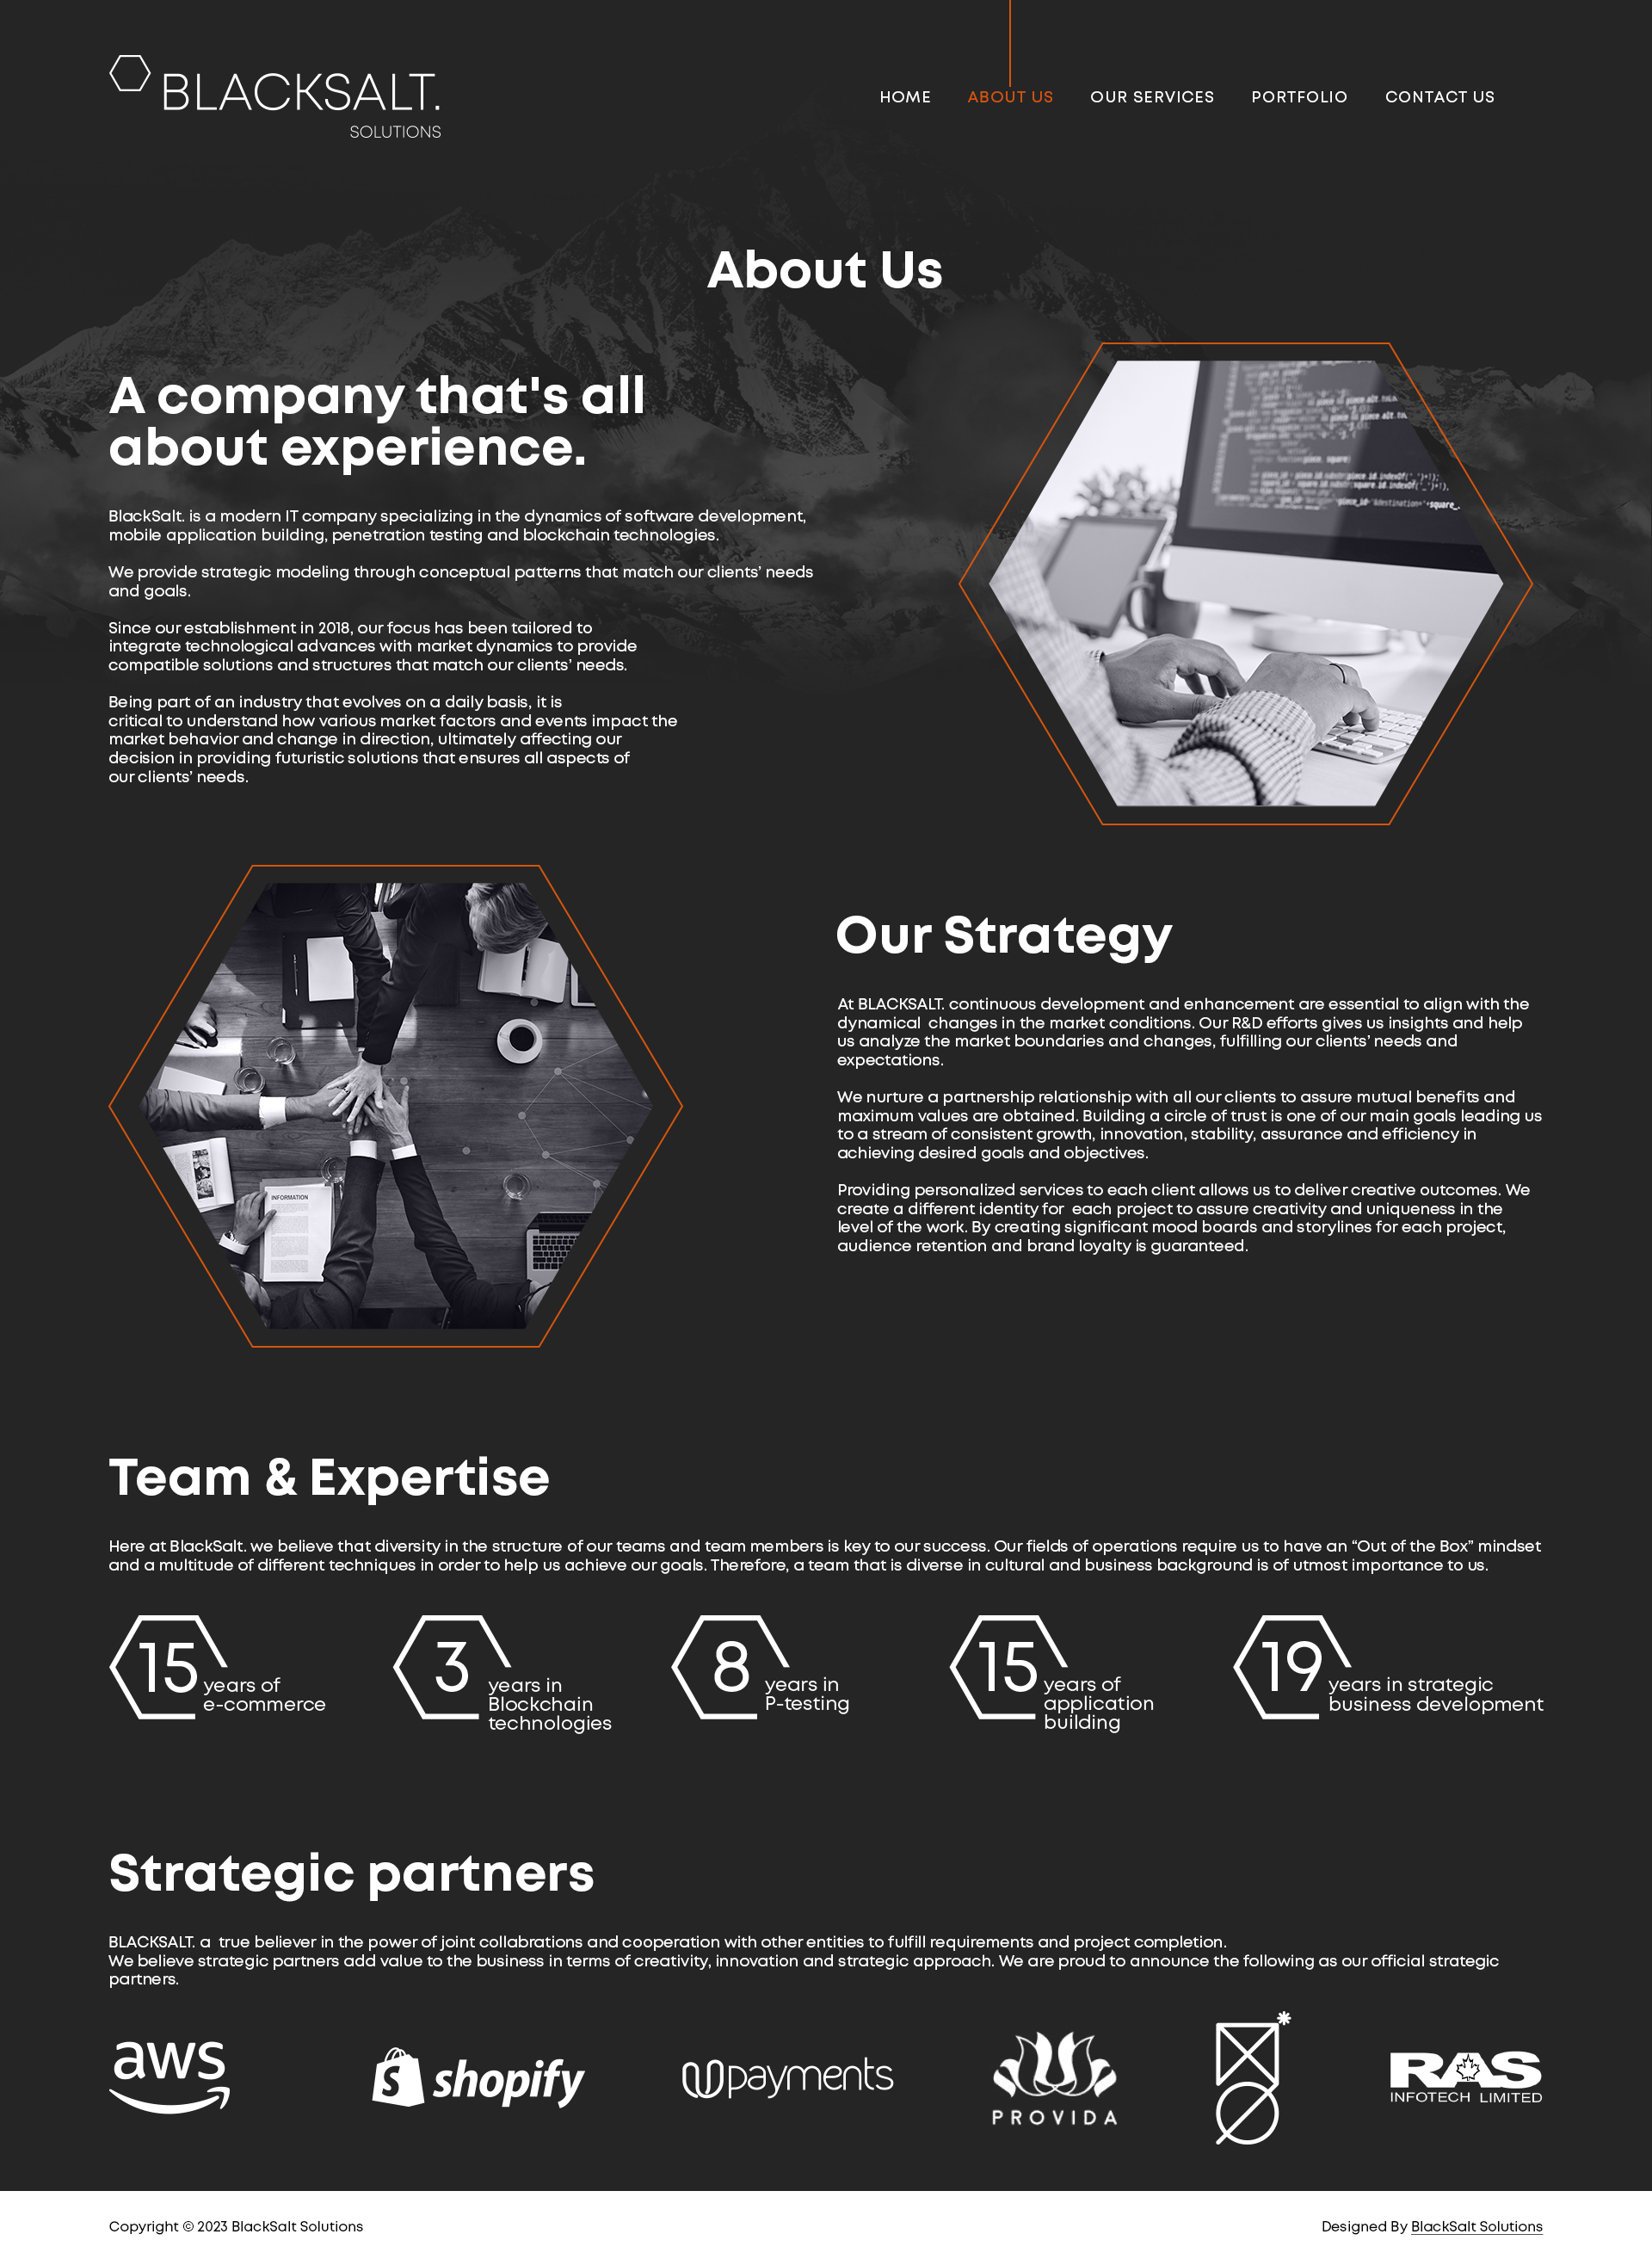 BLACKSALT.
SOLUTIONS
HOME ABOUT US OUR SERVICES PORTFOLIO CONTACT US
About Us
A company that's all
about experience.
BlackSalt. is a modern IT company specializing in the dynamics of software development,
mobile application building, penetration testing and blockchain technologies.
We provide strategic modeling through conceptual patterns that match our clients’ needs
and goals.
Since our establishment in 2018, our focus has been tailored to
integrate technological advances with market dynamics to provide
compatible solutions and structures that match our clients’ needs.
Being part of an industry that evolves on a daily basis, it is
critical to understand how various market factors and events impact the
market behavior and change in direction, ultimately affecting our
decision in providing futuristic solutions that ensures all aspects of
our clients’ needs.
INFORMATION
Our Strategy
At BLACKSALT. continuous development and enhancement are essential to align with the
dynamical  changes in the market conditions. Our R&D efforts gives us insights and help
us analyze the market boundaries and changes, fulfilling our clients’ needs and
expectations.
We nurture a partnership relationship with all our clients to assure mutual benefits and
maximum values are obtained. Building a circle of trust is one of our main goals leading us
to a stream of consistent growth, innovation, stability, assurance and efficiency in
achieving desired goals and objectives.
Providing personalized services to each client allows us to deliver creative outcomes. We
create a different identity for  each project to assure creativity and uniqueness in the
level of the work. By creating significant mood boards and storylines for each project,
audience retention and brand loyalty is guaranteed.
Team & Expertise
Here at BlackSalt. we believe that diversity in the structure of our teams and team members is key to our success. Our fields of operations require us to have an “Out of the Box” mindset
and a multitude of different techniques in order to help us achieve our goals. Therefore, a team that is diverse in cultural and business background is of utmost importance to us.
15
years of
e-commerce
3
years in
Blockchain
technologies
8
years in
P-testing
15
years of
application
building
19
years in strategic
business development
Strategic partners
BLACKSALT. a  true believer in the power of joint collabrations and cooperation with other entities to fulfill requirements and project completion.
We believe strategic partners add value to the business in terms of creativity, innovation and strategic approach. We are proud to announce the following as our official strategic
partners.
aws
shopify
payments
PROVIDA
RAS
INFOTECH LIMITED
Copyright © 2023 BlackSalt Solutions
Designed By BlackSalt Solutions